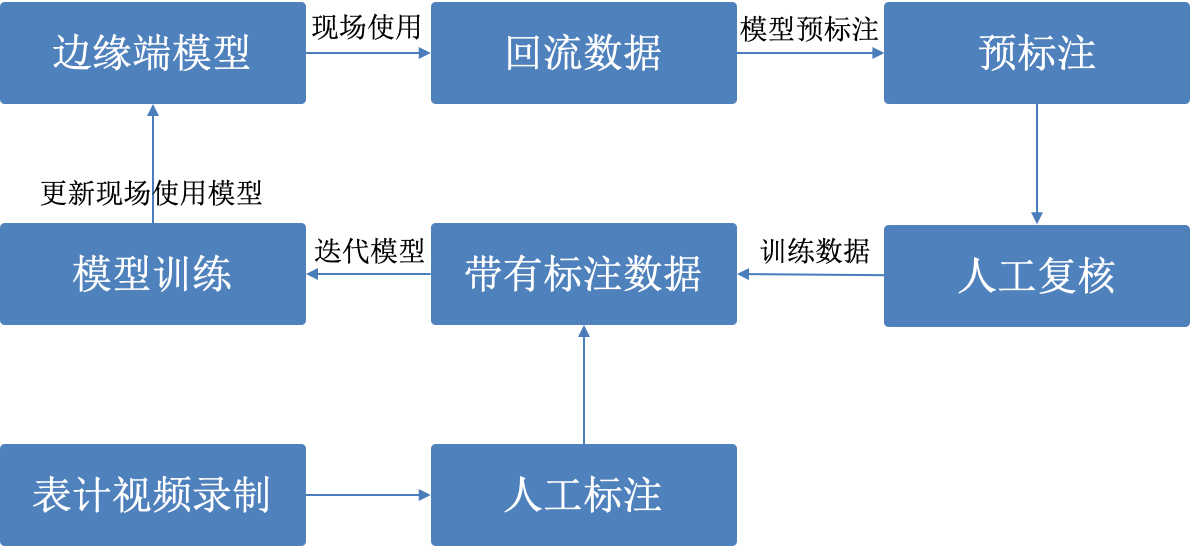 边缘端模型
现场使用
回流数据
模型预标注
预标注
更新现场使用模型
模型训练
迭代模型
带有标注数据
训练数据
人工复核
表计视频录制
人工标注